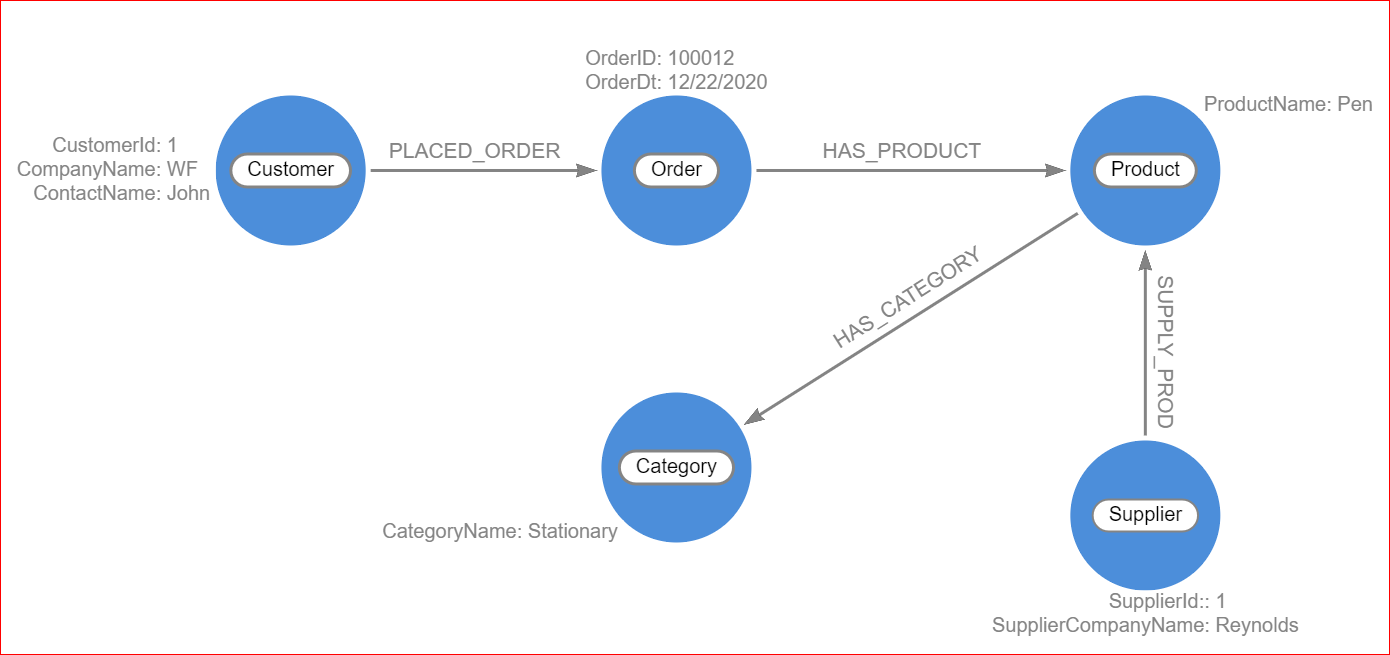 OrderID: 100012
OrderDt: 12/22/2020
ProductName: Pen
CustomerId: 1
CompanyName: WF
ContactName: John
Customer
PLACED_ORDER
Order
HAS_PRODUCT
Product
HAS_CATEGORY
SUPPLY_PROD
Category
CategoryName: Stationary
Supplier
SupplierId:: 1
SupplierCompanyName: Reynolds